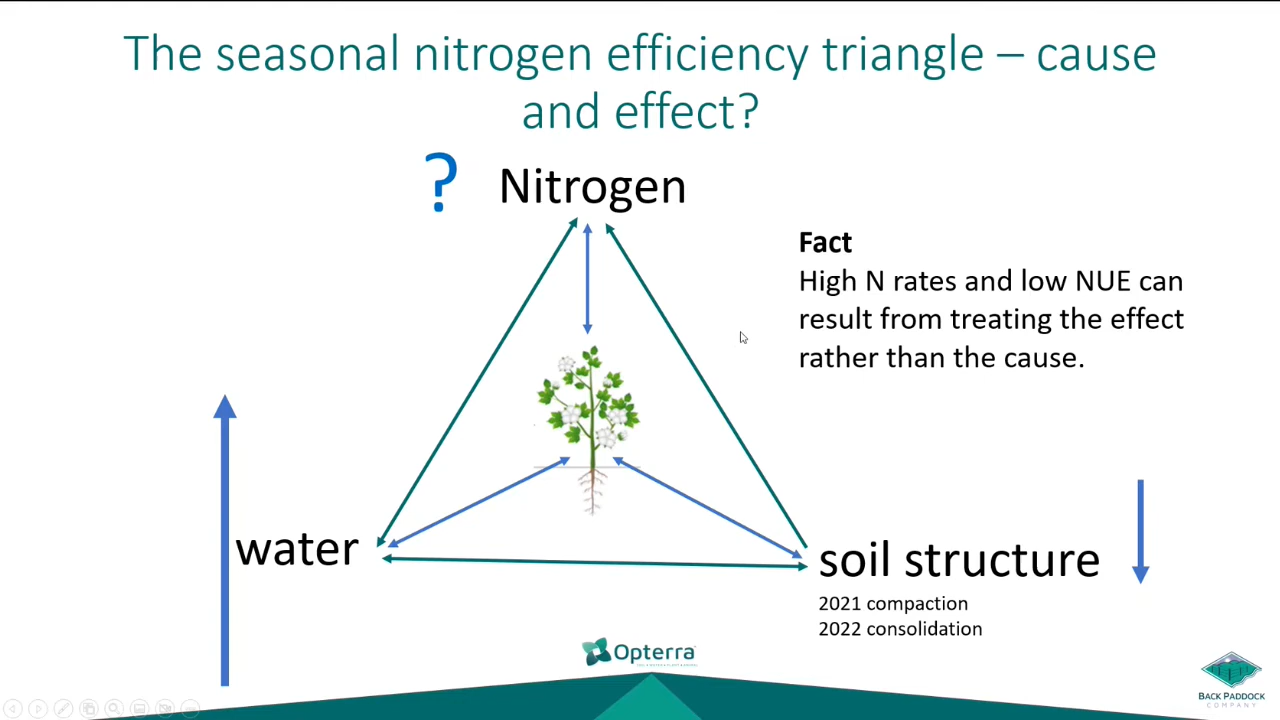 The seasonal nitrogen efficiency triangle – cause
and effect?
? Nitrogen
Fact
High N rates and low NUE can
result from treating the effect
rather than the cause.
water
soil structure
2021 compaction
2022 consolidation
Opterra
BACK PADDOCK
COMPANY